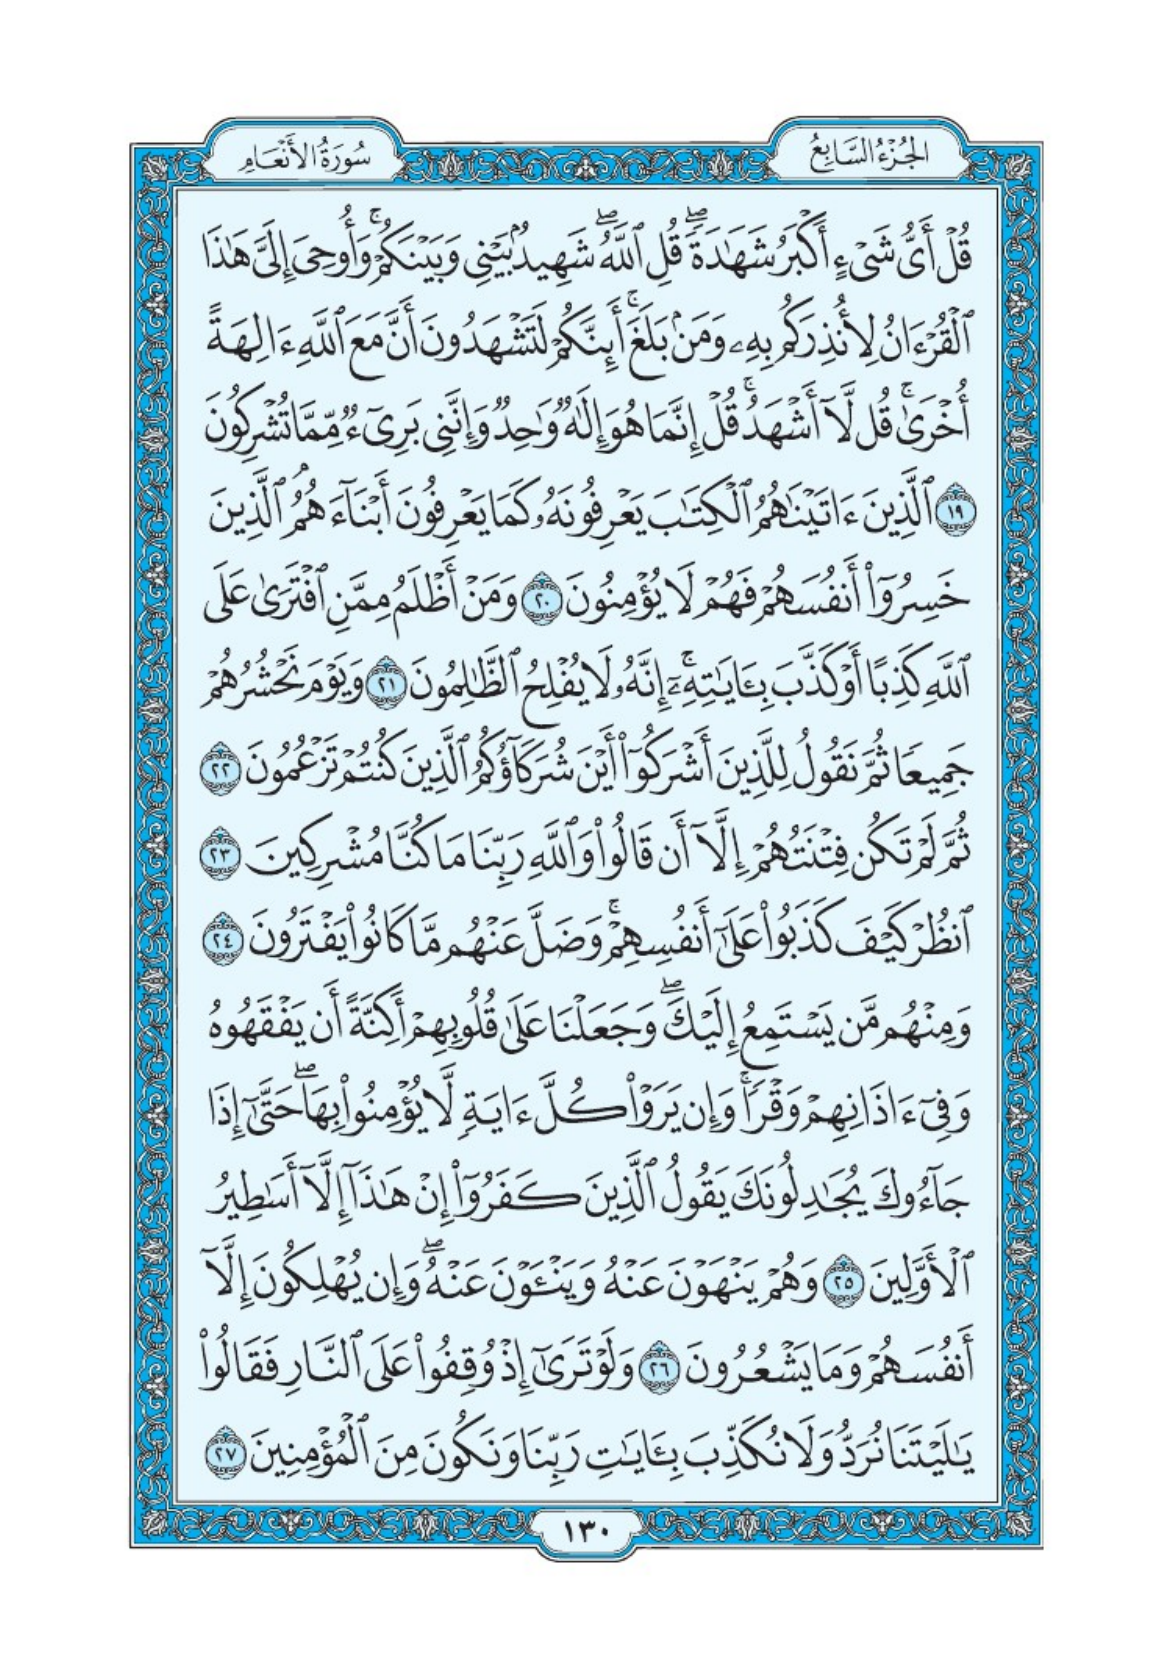 الجُزْءُ السَّابِعُ
سُورَةُ الأَنْعَامِ
قُلْ أَىُّ شَىْءٍ أَكْبَرُ شَهَٰدَةًۖ قُلِ ٱللَّهُۖ شَهِيدُۢ بَيْنِى وَبَيْنَكُمْۚ وَأُوحِىَ إِلَىَّ هَٰذَا
ٱلْقُرْءَانُ لِأُنذِرَكُم بِهِۦ وَمَنۢ بَلَغَۚ أَئِنَّكُمْ لَتَشْهَدُونَ أَنَّ مَعَ ٱللَّهِ ءَالِهَةً
أُخْرَىٰۚ قُل لَّآ أَشْهَدُۚ قُلْ إِنَّمَا هُوَ إِلَٰهٌ وَٰحِدٌ وَإِنَّنِى بَرِىٓءٌ مِّمَّا تُشْرِكُونَ
١٩ ٱلَّذِينَ ءَاتَيْنَٰهُمُ ٱلْكِتَٰبَ يَعْرِفُونَهُۥ كَمَا يَعْرِفُونَ أَبْنَآءَهُمُ ٱلَّذِينَ
خَسِرُوٓا۟ أَنفُسَهُمْ فَهُمْ لَا يُؤْمِنُونَ ٢٠ وَمَنْ أَظْلَمُ مِمَّنِ ٱفْتَرَىٰ عَلَى
ٱللَّهِ كَذِبًا أَوْ كَذَّبَ بِـَٔايَٰتِهِۦٓۚ إِنَّهُۥ لَا يُفْلِحُ ٱلظَّٰلِمُونَ ٢١ وَيَوْمَ نَحْشُرُهُمْ
جَمِيعًا ثُمَّ نَقُولُ لِلَّذِينَ أَشْرَكُوٓا۟ أَيْنَ شُرَكَآؤُكُمُ ٱلَّذِينَ كُنتُمْ تَزْعُمُونَ ٢٢
ثُمَّ لَمْ تَكُن فِتْنَتُهُمْ إِلَّآ أَن قَالُوا۟ وَٱللَّهِ رَبِّنَا مَا كُنَّا مُشْرِكِينَ ٢٣
ٱنظُرْ كَيْفَ كَذَبُوا۟ عَلَىٰٓ أَنفُسِهِمْۚ وَضَلَّ عَنْهُم مَّا كَانُوا۟ يَفْتَرُونَ ٢٤
وَمِنْهُم مَّن يَسْتَمِعُ إِلَيْكَۖ وَجَعَلْنَا عَلَىٰ قُلُوبِهِمْ أَكِنَّةً أَن يَفْقَهُوهُ
وَفِىٓ ءَاذَانِهِمْ وَقْرًاۚ وَإِن يَرَوْا۟ كُلَّ ءَايَةٍ لَّا يُؤْمِنُوا۟ بِهَاۖ حَتَّىٰٓ إِذَا
جَآءُوكَ يُجَٰدِلُونَكَ يَقُولُ ٱلَّذِينَ كَفَرُوٓا۟ إِنْ هَٰذَآ إِلَّآ أَسَٰطِيرُ
ٱلْأَوَّلِينَ ٢٥ وَهُمْ يَنْهَوْنَ عَنْهُ وَيَنْـَٔوْنَ عَنْهُۖ وَإِن يُهْلِكُونَ إِلَّآ
أَنفُسَهُمْ وَمَا يَشْعُرُونَ ٢٦ وَلَوْ تَرَىٰٓ إِذْ وُقِفُوا۟ عَلَى ٱلنَّارِ فَقَالُوا۟
يَٰلَيْتَنَا نُرَدُّ وَلَا نُكَذِّبَ بِـَٔايَٰتِ رَبِّنَا وَنَكُونَ مِنَ ٱلْمُؤْمِنِينَ ٢٧
١٣٠